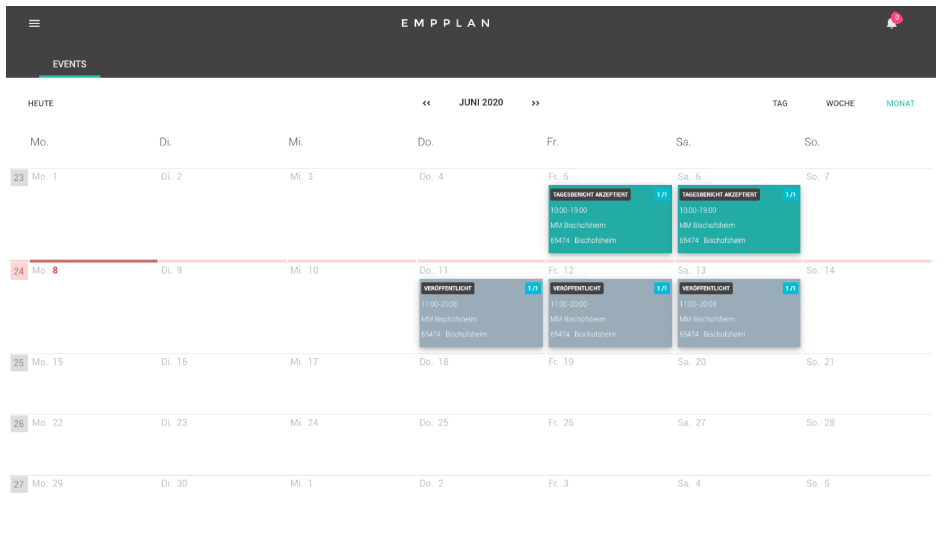 EMPPLAN
0
EVENTS
HEUTE
‹‹ JUNI 2020 ››
TAG WOCHE MONAT
Mo. Di. Mi. Do. Fr. Sa. So.
23 Mo. 1 Di. 2 Mi. 3 Do. 4 Fr. 5 Sa. 6 So. 7
TAGESBERICHT AKZEPTIERT 1 /1
10:00-19:00
MM Bischofsheim
65474 Bischofsheim
TAGESBERICHT AKZEPTIERT 1 /1
10:00-19:00
MM Bischofsheim
65474 Bischofsheim
24 Mo. 8 Di. 9 Mi. 10 Do. 11 Fr. 12 Sa. 13 So. 14
VERÖFFENTLICHT 1 /1
11:00-20:00
MM Bischofsheim
65474 Bischofsheim
VERÖFFENTLICHT 1 /1
11:00-20:00
MM Bischofsheim
65474 Bischofsheim
VERÖFFENTLICHT 1 /1
11:00-20:00
MM Bischofsheim
65474 Bischofsheim
25 Mo. 15 Di. 16 Mi. 17 Do. 18 Fr. 19 Sa. 20 So. 21
26 Mo. 22 Di. 23 Mi. 24 Do. 25 Fr. 26 Sa. 27 So. 28
27 Mo. 29 Di. 30 Mi. 1 Do. 2 Fr. 3 Sa. 4 So. 5